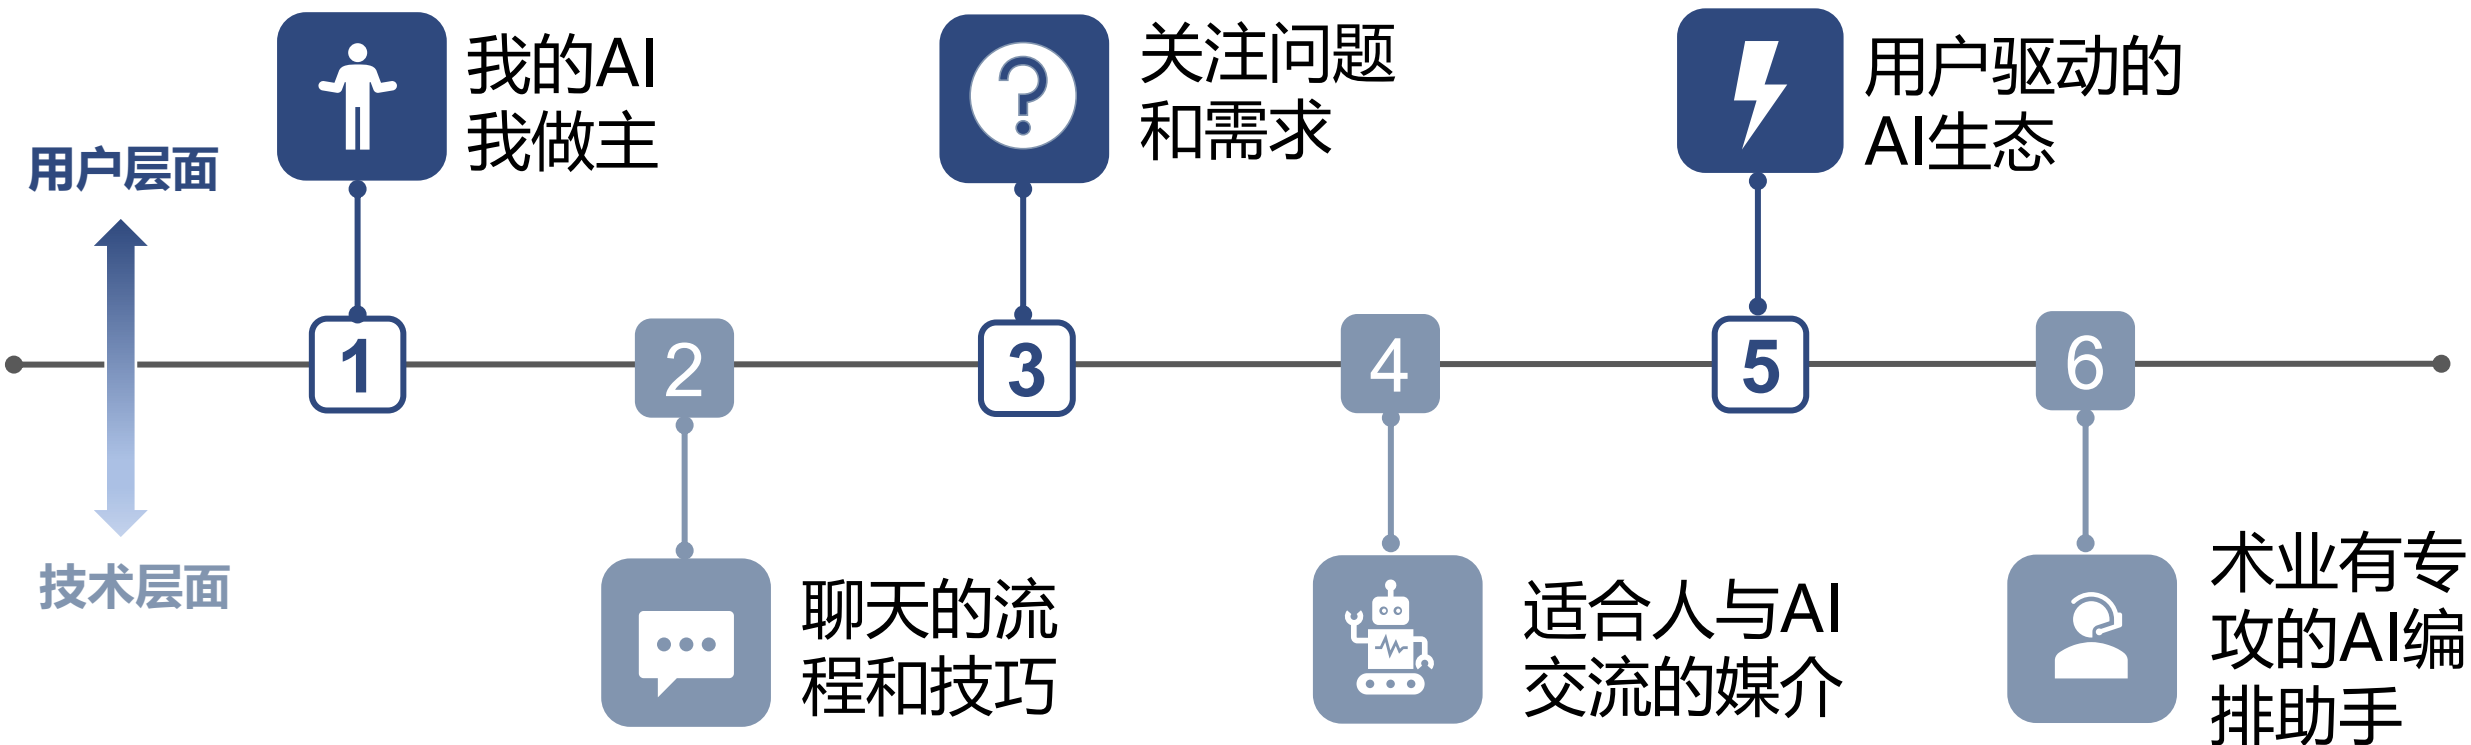 用户层面
技术层面
1
我的AI
我做主
2
聊天的流
程和技巧
3
关注问题
和需求
4
适合人与AI
交流的媒介
5
用户驱动的
AI生态
6
术业有专
攻的AI编
排助手